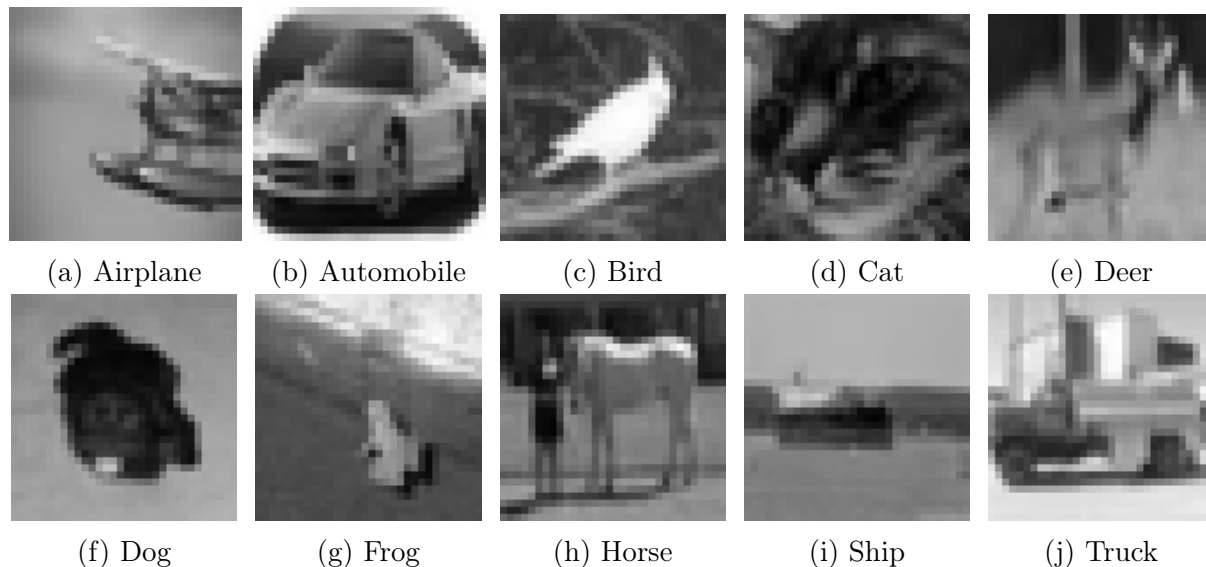 (a) Airplane (b) Automobile (c) Bird (d) Cat (e) Deer
(f) Dog (g) Frog (h) Horse (i) Ship (j) Truck